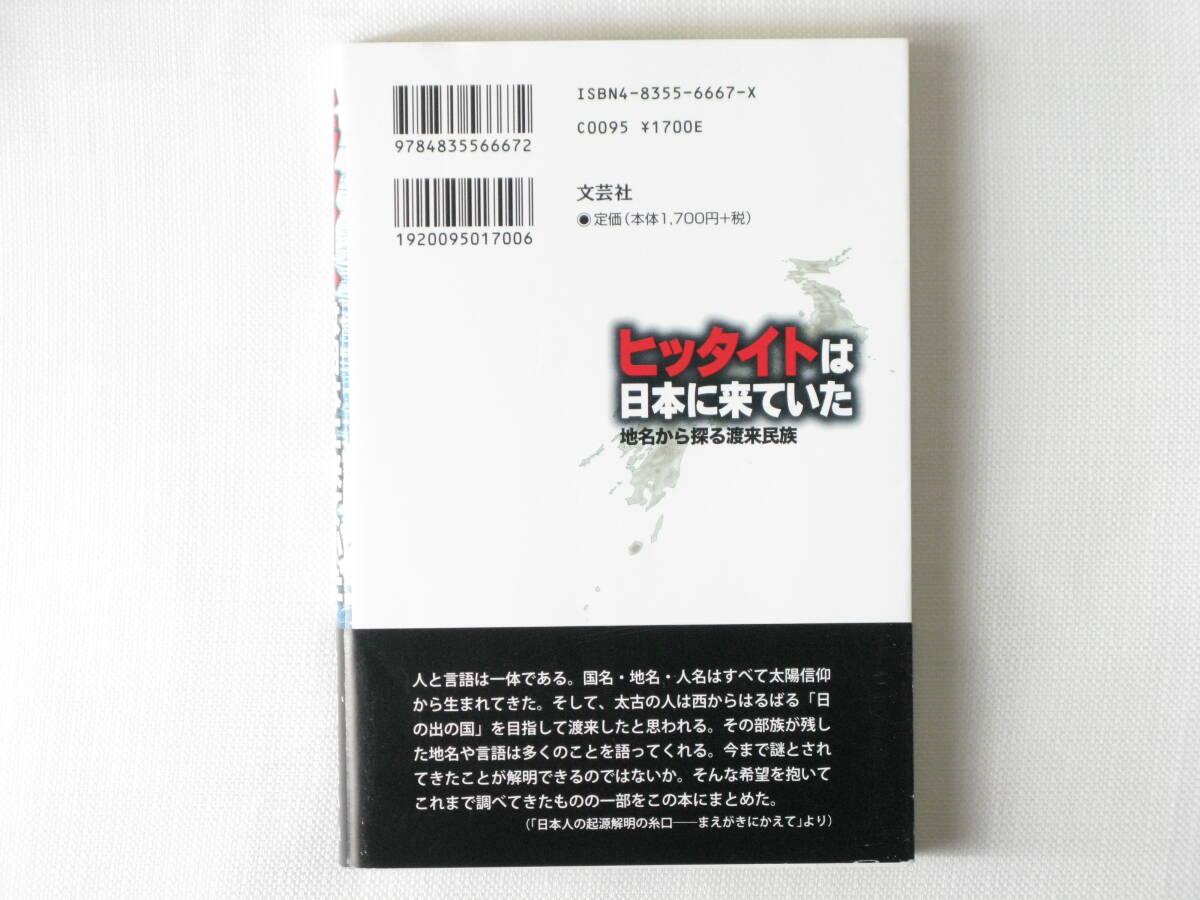 ISBN4-8355-6667-X
C0095 ¥1700E
9784835566672
文芸社
●定価(本体1,700円+税)
1920095017006
ヒッタイトは
日本に来ていた
地名から探る渡来民族
人と言語は一体である。国名・地名・人名はすべて太陽信仰
から生まれてきた。そして、太古の人は西からはるばる「日
の出の国」を目指して渡来したと思われる。その部族が残し
た地名や言語は多くのことを語ってくれる。今まで謎とされ
てきたことが解明できるのではないか。そんな希望を抱いて
これまで調べてきたものの一部をこの本にまとめた。
(「日本人の起源解明の糸口——まえがきにかえて」より)